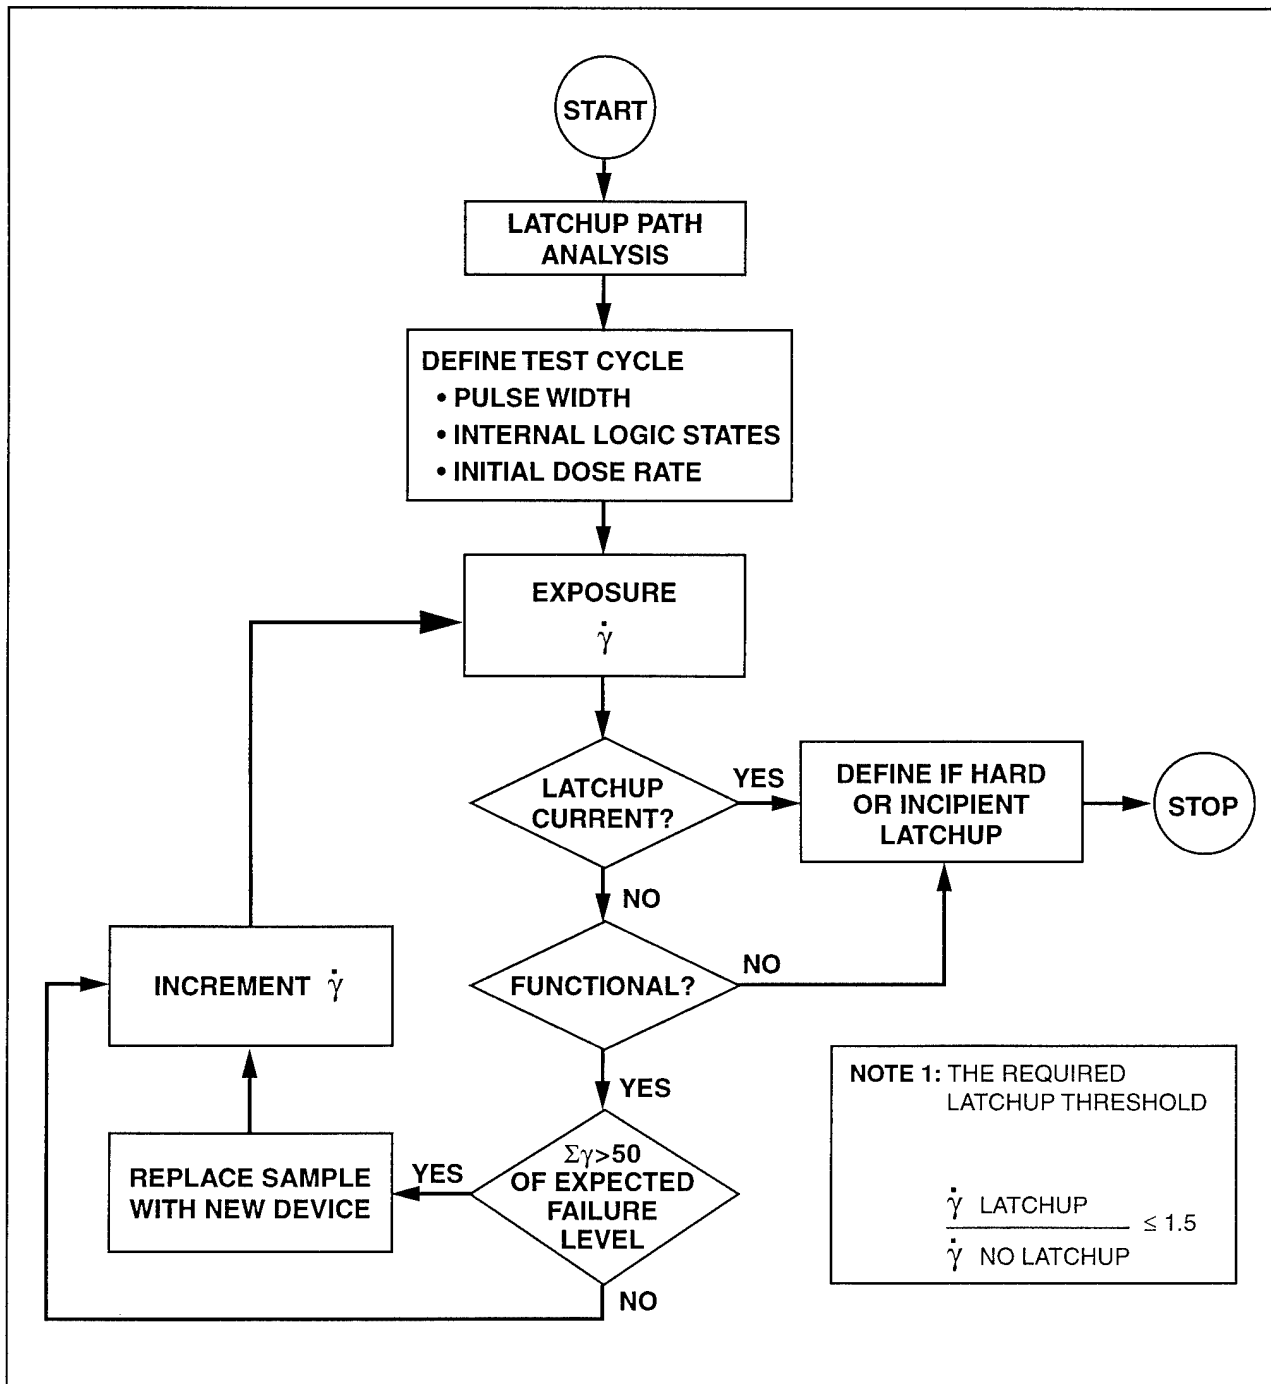 START
LATCHUP PATH
ANALYSIS
DEFINE TEST CYCLE
• PULSE WIDTH
• INTERNAL LOGIC STATES
• INITIAL DOSE RATE
EXPOSURE
γ̇
LATCHUP
CURRENT?
YES
DEFINE IF HARD
OR INCIPIENT
LATCHUP
STOP
NO
INCREMENT γ̇
FUNCTIONAL?
NO
YES
REPLACE SAMPLE
WITH NEW DEVICE
YES
Σγ>50
OF EXPECTED
FAILURE
LEVEL
NO
NOTE 1: THE REQUIRED
LATCHUP THRESHOLD
γ̇ LATCHUP
≤ 1.5
γ̇ NO LATCHUP